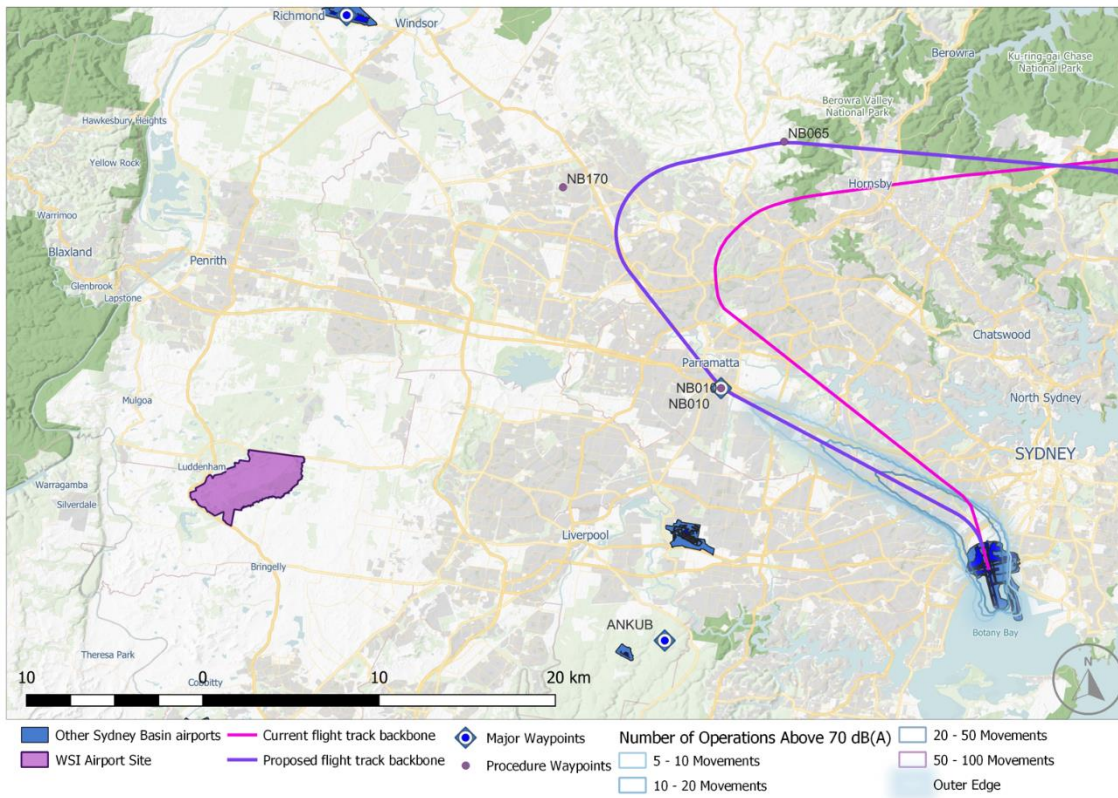 Richmond
Windsor
Berowra
Ku-ring-gai Chase
National Park
Berowra Valley
National Park
Hawkesbury Heights
NB065
Yellow Rock
NB170
Hornsby
Warrimoo
Blaxland
Penrith
Glenbrook
Lapstone
Chatswood
Parramatta
NB010
NB010
North Sydney
Mulgoa
SYDNEY
Luddenham
Warragamba
Silverdale
Liverpool
Bringelly
ANKUB
Botany Bay
Theresa Park
N
10 0 10 20 km
Cobbitty
Other Sydney Basin airports
WSI Airport Site
Current flight track backbone
Proposed flight track backbone
Major Waypoints
Procedure Waypoints
Number of Operations Above 70 dB(A)
5 - 10 Movements
10 - 20 Movements
20 - 50 Movements
50 - 100 Movements
Outer Edge